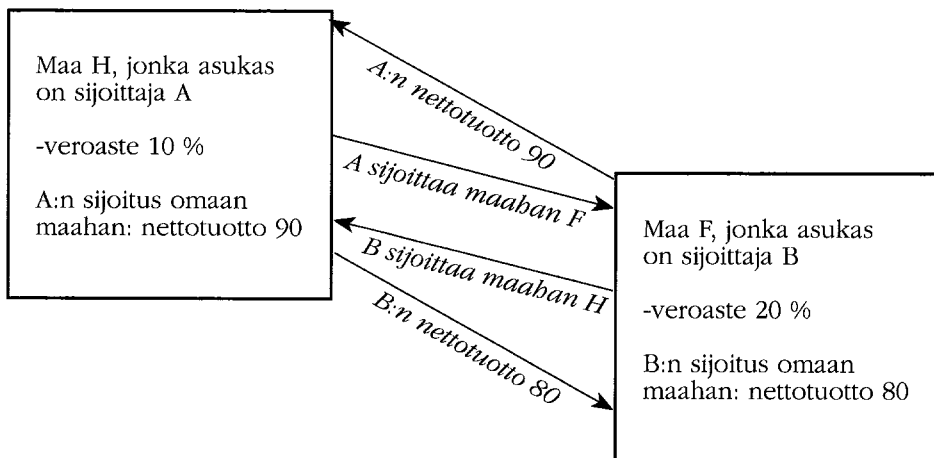 Maa H, jonka asukas
on sijoittaja A
-veroaste 10 %
A:n sijoitus omaan
maahan: nettotuotto 90
A:n nettotuotto 90
A sijoittaa maahan F
B sijoittaa maahan H
B:n nettotuotto 80
Maa F, jonka asukas
on sijoittaja B
-veroaste 20 %
B:n sijoitus omaan
maahan: nettotuotto 80